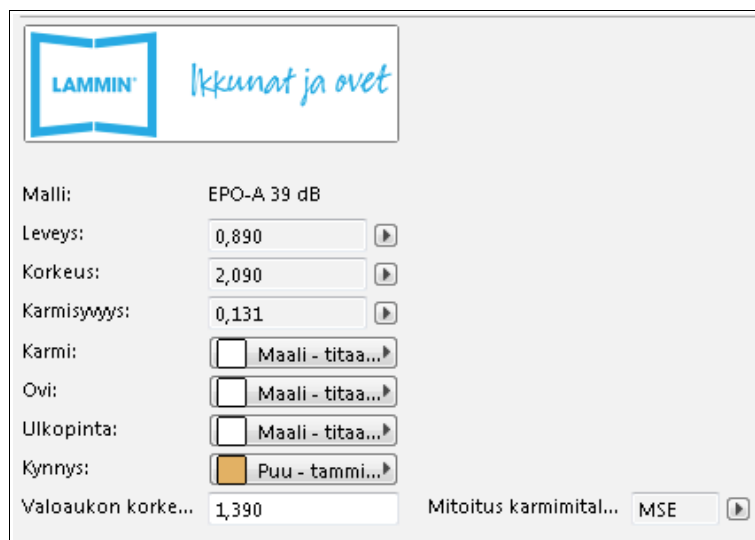 LAMMIN®
Ikkunat ja ovet
Malli: EPO-A 39 dB
Leveys: 0,890
Korkeus: 2,090
Karmisyvyys: 0,131
Karmi: Maali - titaa...
Ovi: Maali - titaa...
Ulkopinta: Maali - titaa...
Kynnys: Puu - tammi...
Valoaukon korke... 1,390 Mitoitus karmimital... MSE